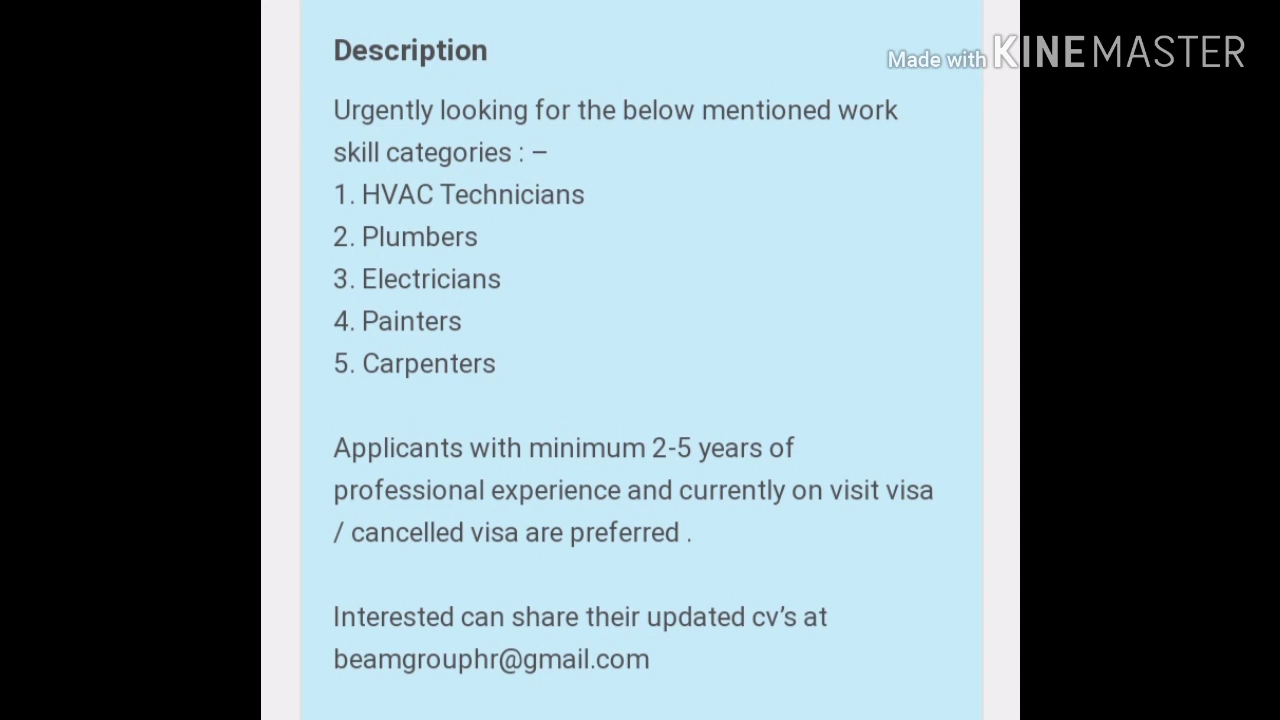 Description
Made with KINEMASTER
Urgently looking for the below mentioned work
skill categories : –
1. HVAC Technicians
2. Plumbers
3. Electricians
4. Painters
5. Carpenters
Applicants with minimum 2-5 years of
professional experience and currently on visit visa
/ cancelled visa are preferred .
Interested can share their updated cv’s at
beamgrouphr@gmail.com